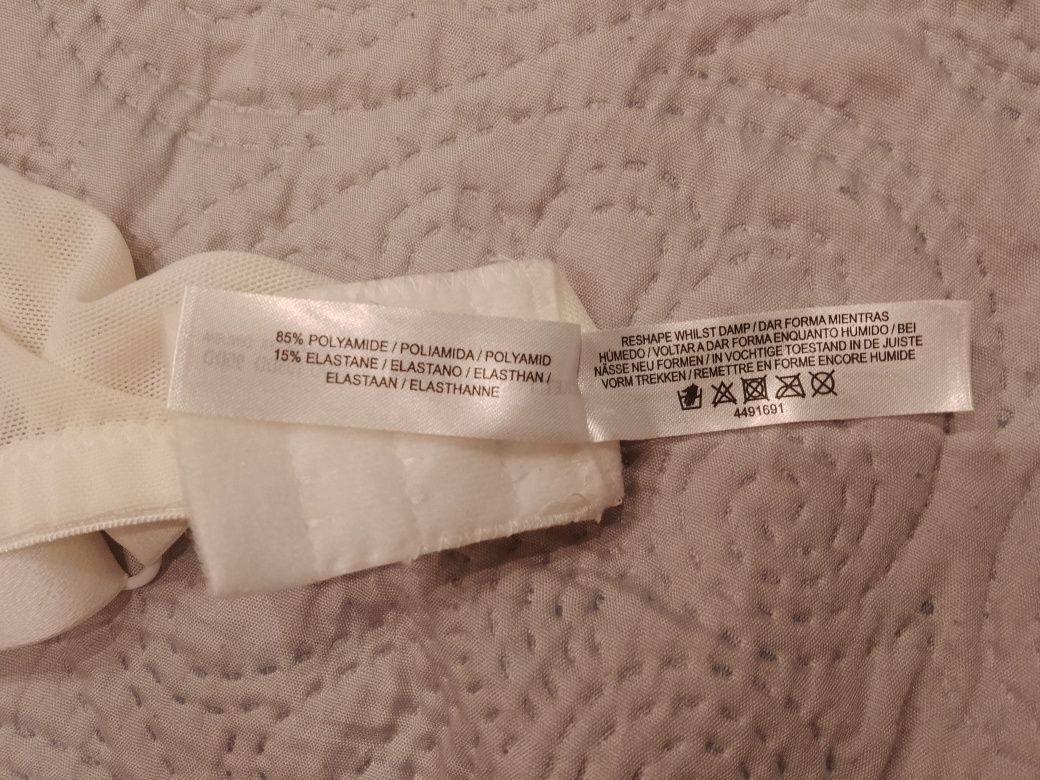 85% POLYAMIDE / POLIAMIDA / POLYAMID
15% ELASTANE / ELASTANO / ELASTHAN /
ELASTAAN / ELASTHANNE
RESHAPE WHILST DAMP / DAR FORMA MIENTRAS
HÚMEDO / VOLTAR A DAR FORMA ENQUANTO HÚMIDO / BEI
NÄSSE NEU FORMEN / IN VOCHTIGE TOESTAND IN DE JUISTE
VORM TREKKEN / REMETTRE EN FORME ENCORE HUMIDE
4491691